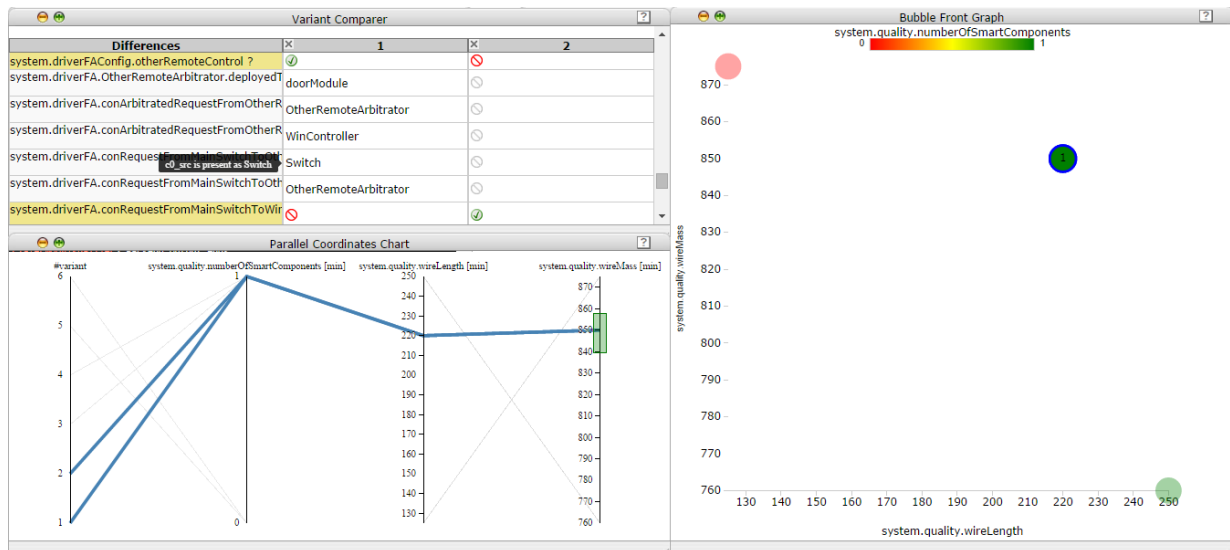 Variant Comparer
?
Differences
1
2
system.driverFAConfig.otherRemoteControl ?
system.driverFA.OtherRemoteArbitrator.deployedT
doorModule
system.driverFA.conArbitratedRequestFromOtherR
OtherRemoteArbitrator
system.driverFA.conArbitratedRequestFromOtherR
WinController
system.driverFA.conRequestFromMainSwitchToOth
c0_src is present as Switch
Switch
system.driverFA.conRequestFromMainSwitchToOth
OtherRemoteArbitrator
system.driverFA.conRequestFromMainSwitchToWin
Parallel Coordinates Chart
?
#variant
system.quality.numberOfSmartComponents [min]
system.quality.wireLength [min]
system.quality.wireMass [min]
6
5
4
3
2
1
1
0
250
240
230
220
210
200
190
180
170
160
150
140
130
870
860
850
840
830
820
810
800
790
780
770
760
Bubble Front Graph
?
system.quality.numberOfSmartComponents
0
1
870
860
850
840
830
820
810
800
790
780
770
760
system.quality.wireMass
1
130
140
150
160
170
180
190
200
210
220
230
240
250
system.quality.wireLength